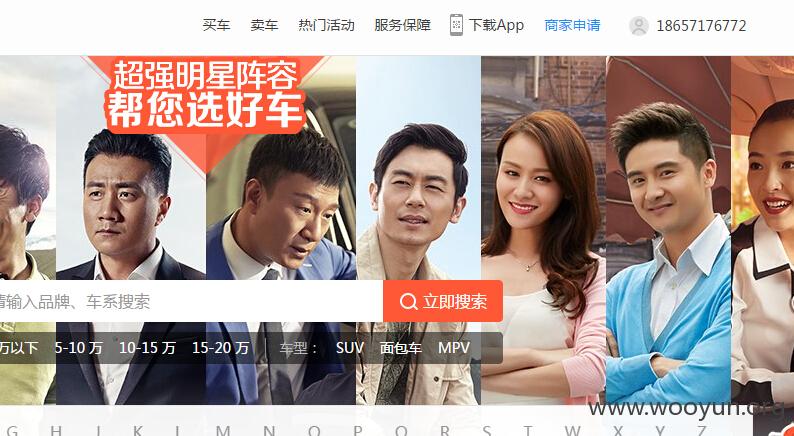 买车 卖车 热门活动 服务保障 下载App 商家申请 18657176772
超强明星阵容
帮您选好车
请输入品牌、车系搜索 立即搜索
万以下 5-10 万 10-15 万 15-20 万 车型： SUV 面包车 MPV
www.wooyun.org
G H I K L M N O P Q R S T W X Y Z